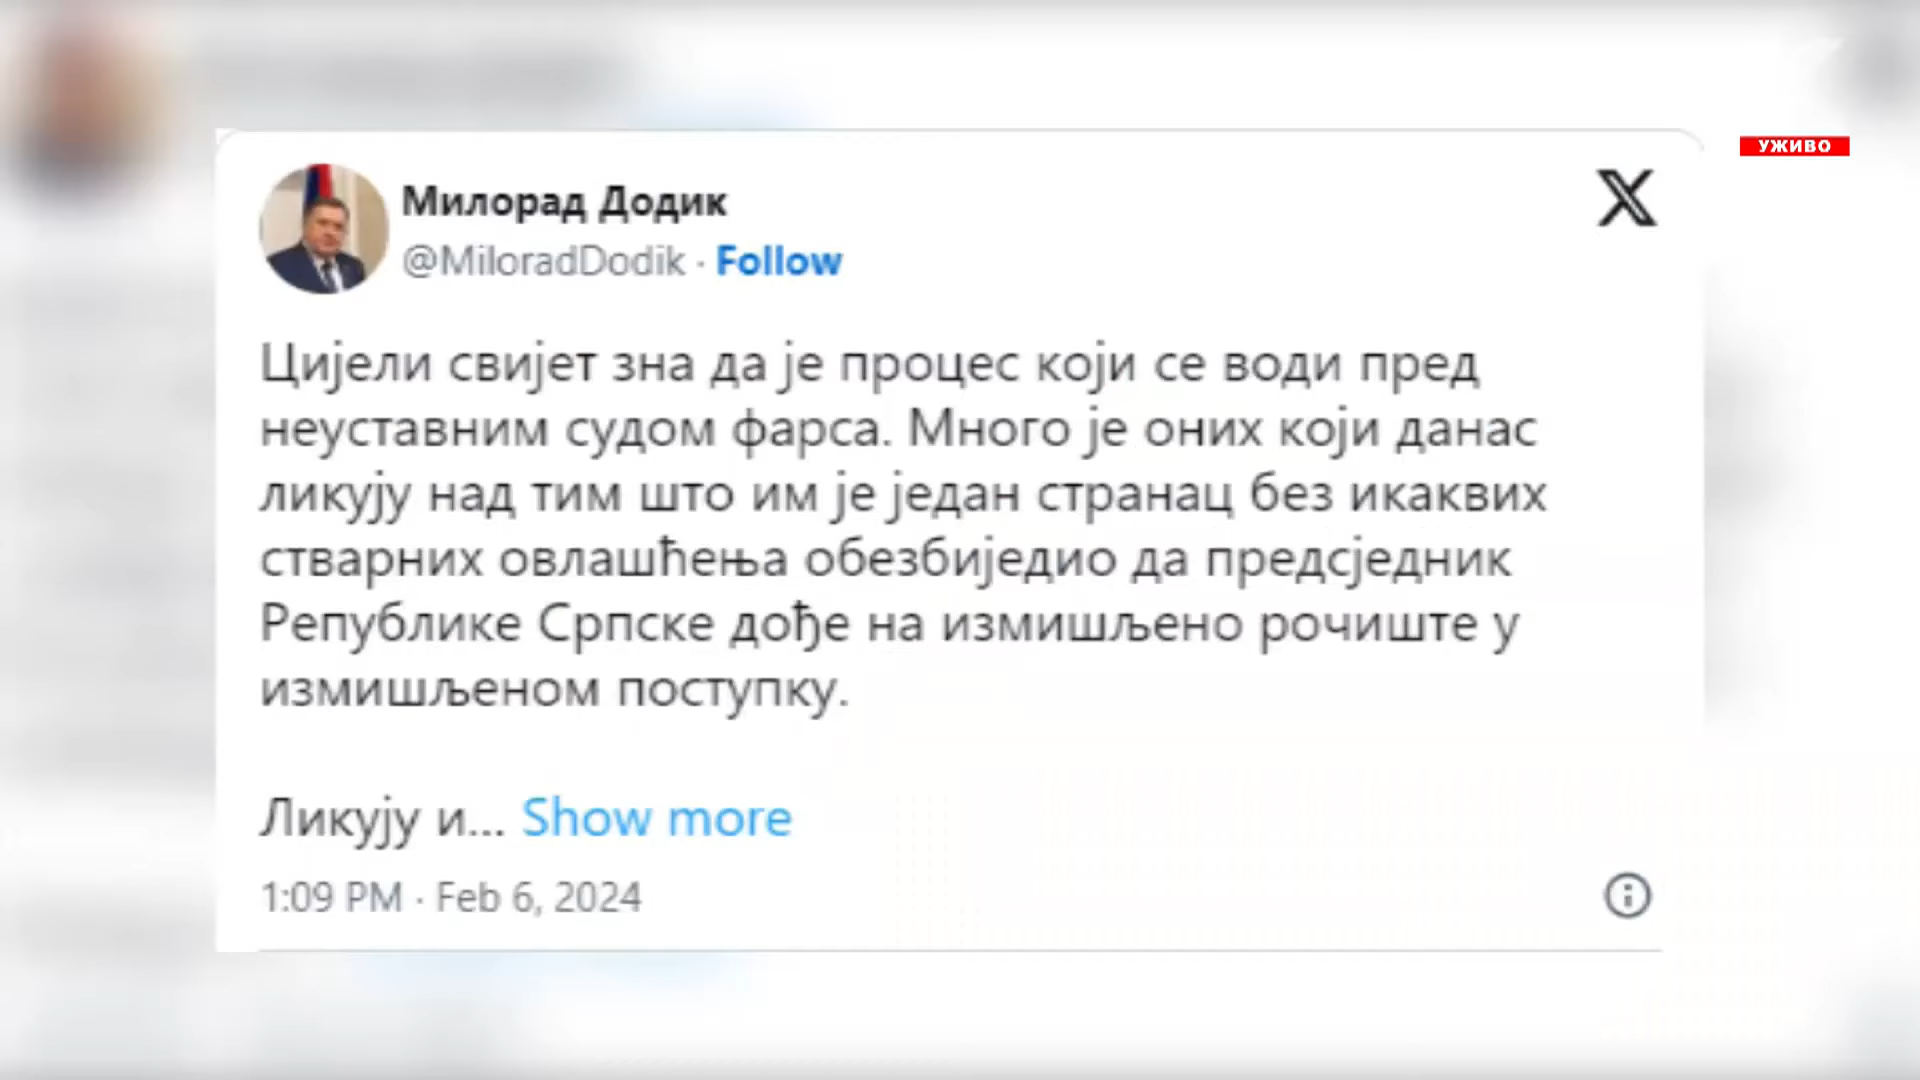 УЖИВО
Милорад Додик
@MiloradDodik · Follow
Цијели свијет зна да је процес који се води пред
неуставним судом фарса. Много је оних који данас
ликују над тим што им је један странац без икаквих
стварних овлашћења обезбиједио да предсједник
Републике Српске дође на измишљено рочиште у
измишљеном поступку.
Ликују и... Show more
1:09 PM · Feb 6, 2024